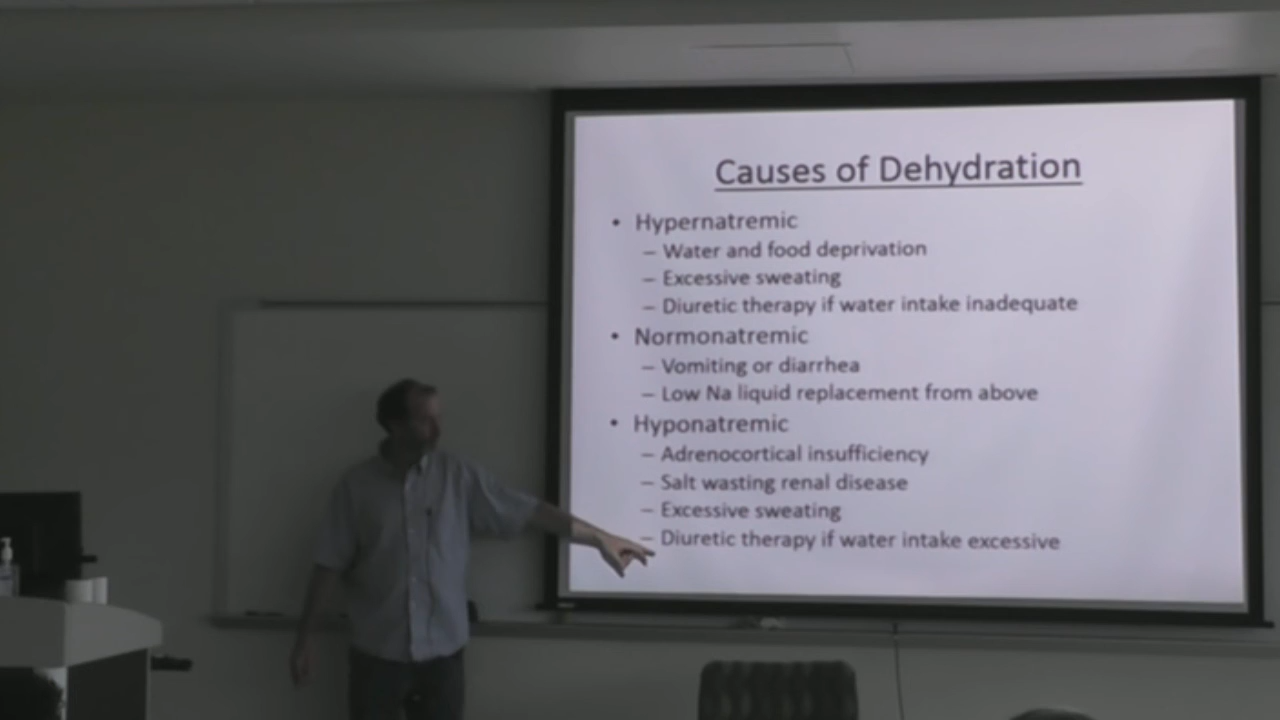 Causes of Dehydration
• Hypernatremic
– Water and food deprivation
– Excessive sweating
– Diuretic therapy if water intake inadequate
• Normonatremic
– Vomiting or diarrhea
– Low Na liquid replacement from above
• Hyponatremic
– Adrenocortical insufficiency
– Salt wasting renal disease
– Excessive sweating
– Diuretic therapy if water intake excessive